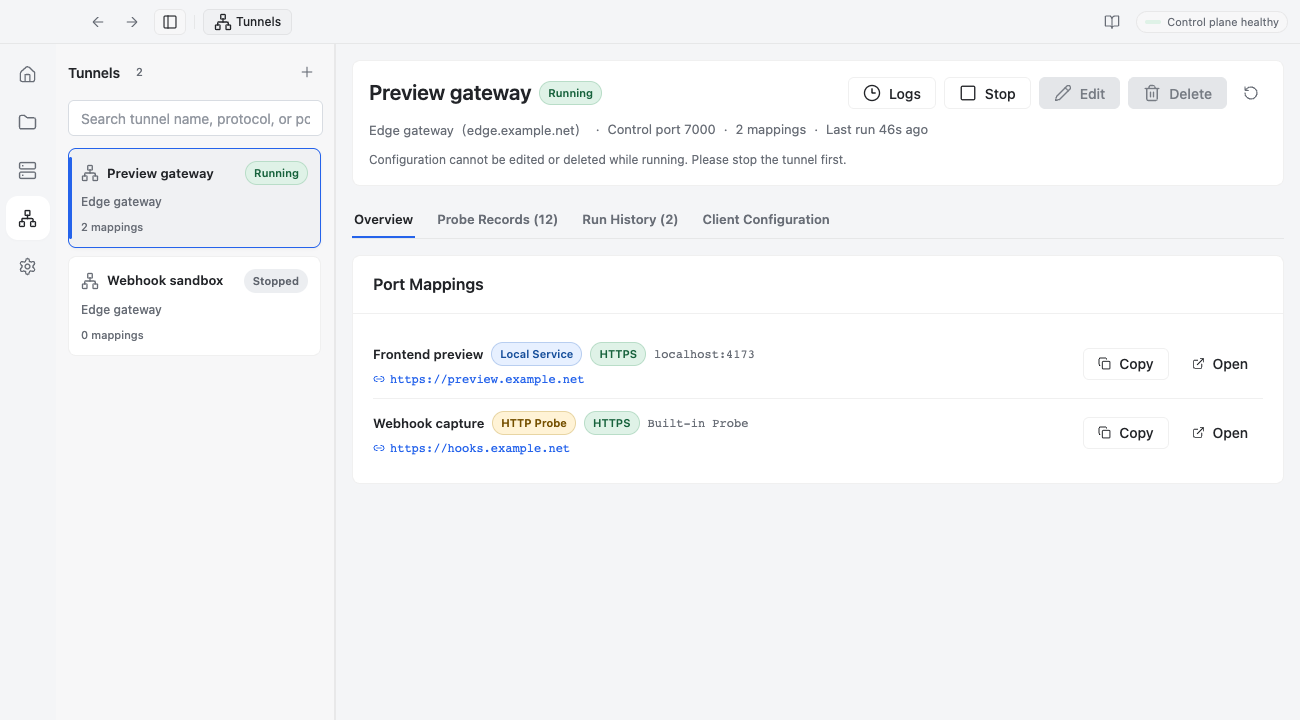 Tunnels
Control plane healthy
Tunnels 2
Search tunnel name, protocol, or pc
Preview gateway Running
Edge gateway
2 mappings
Webhook sandbox Stopped
Edge gateway
0 mappings
Preview gateway Running
Logs Stop Edit Delete
Edge gateway (edge.example.net) · Control port 7000 · 2 mappings · Last run 46s ago
Configuration cannot be edited or deleted while running. Please stop the tunnel first.
Overview Probe Records (12) Run History (2) Client Configuration
Port Mappings
Frontend preview Local Service HTTPS localhost:4173
https://preview.example.net
Copy Open
Webhook capture HTTP Probe HTTPS Built-in Probe
https://hooks.example.net
Copy Open